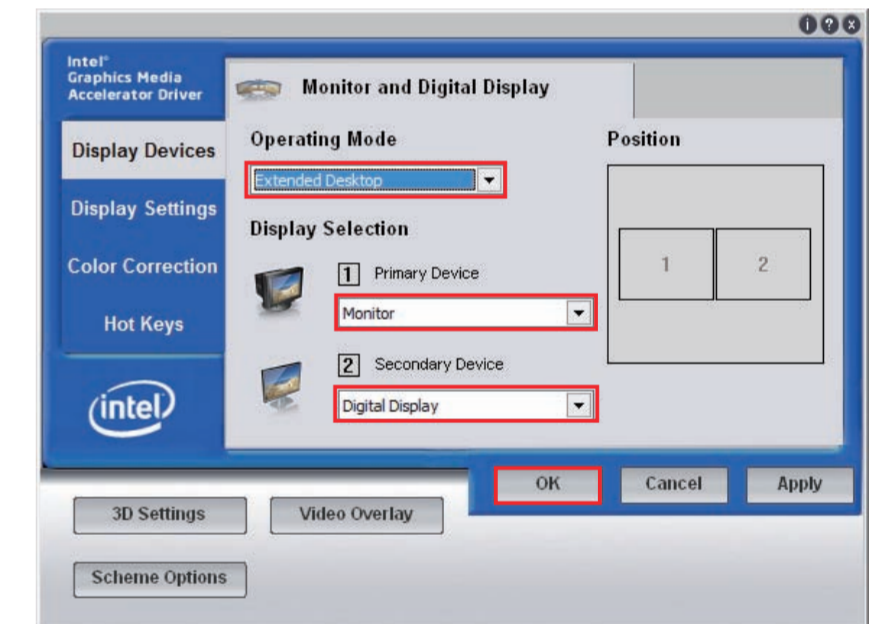 Intel®
Graphics Media
Accelerator Driver
Monitor and Digital Display
Display Devices
Display Settings
Color Correction
Hot Keys
intel
Operating Mode
Extended Desktop
Display Selection
1 Primary Device
Monitor
2 Secondary Device
Digital Display
Position
1 2
OK Cancel Apply
3D Settings Video Overlay
Scheme Options